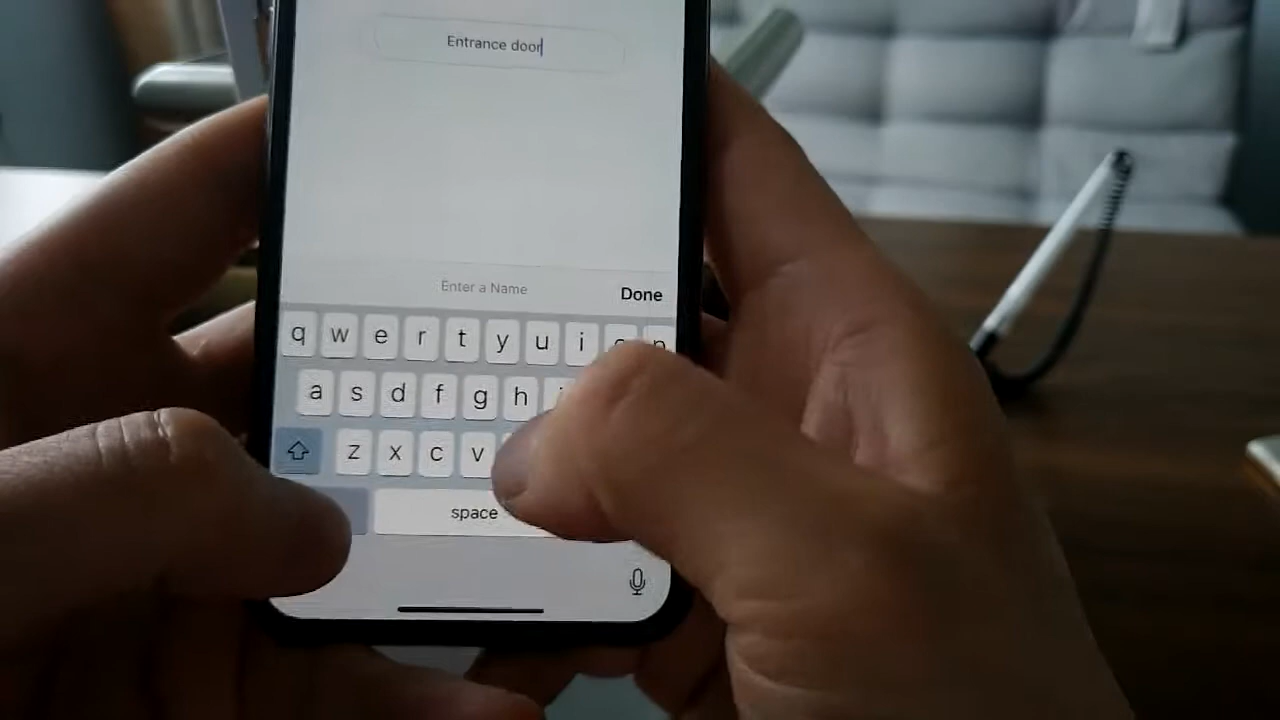 Entrance door
Enter a Name Done
q w e r t y u i
a s d f g h
z x c v
space